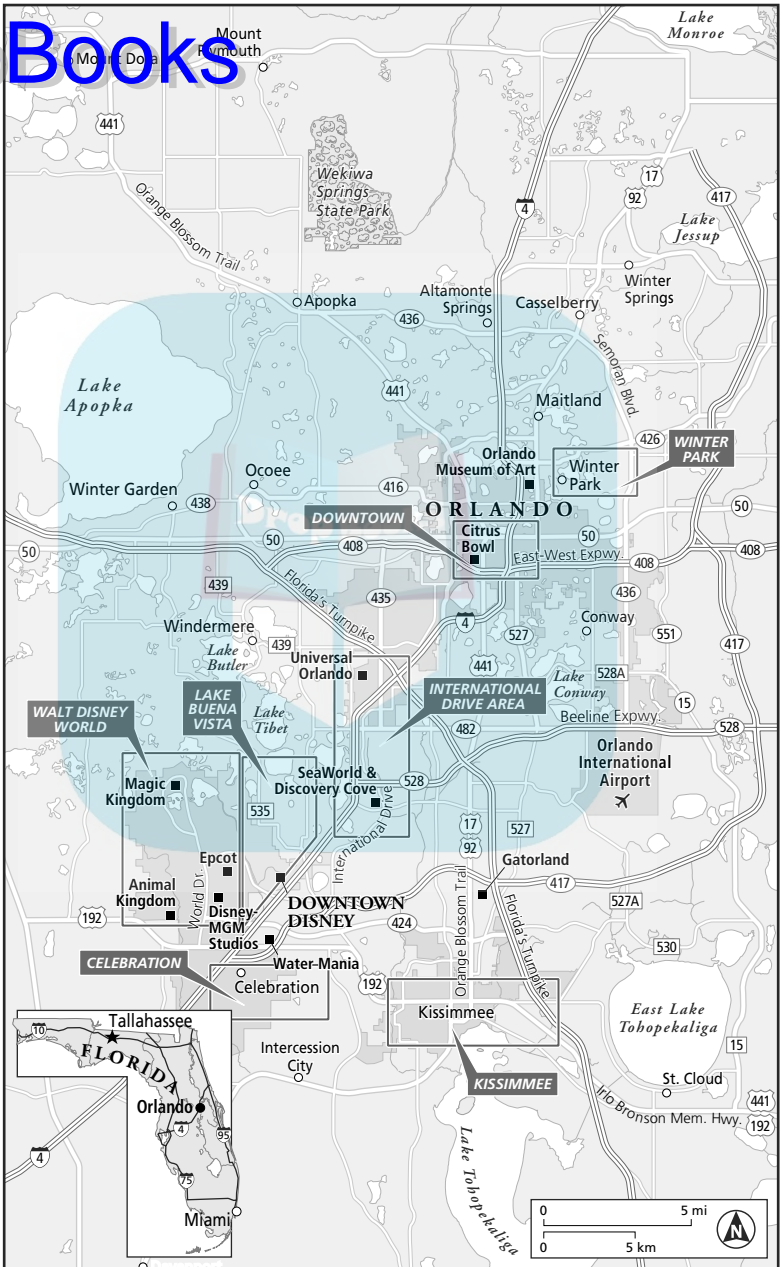 Books
Mount
Plymouth
Mount Dora
Lake
Monroe
441
Wekiwa
Springs
State Park
17
92
417
4
Lake
Jessup
Orange Blossom Trail
Winter
Springs
Apopka
Altamonte
Springs
Casselberry
436
Semoran Blvd.
Lake
Apopka
441
Maitland
426
WINTER
PARK
Orlando
Museum of Art
Winter
Park
Ocoee
416
Winter Garden
438
ORLANDO
DOWNTOWN
Citrus
Bowl
50
50
50
50
408
East-West Expwy.
408
408
439
Florida's Turnpike
435
436
Windermere
439
4
527
Conway
551
417
Lake
Butler
Universal
Orlando
441
Lake
Conway
528A
15
WALT DISNEY
WORLD
LAKE
BUENA
VISTA
Lake
Tibet
INTERNATIONAL
DRIVE AREA
482
Beeline Expwy.
528
Orlando
International
Airport
Magic
Kingdom
SeaWorld &
Discovery Cove
528
535
International Drive
17
92
527
Epcot
Gatorland
Animal
Kingdom
World Dr.
417
DOWNTOWN
DISNEY
527A
192
Disney-
MGM
Studios
424
Orange Blossom Trail
Florida's Turnpike
530
Water-Mania
CELEBRATION
Celebration
192
Kissimmee
East Lake
Tohopekaliga
Tallahassee
10
FLORIDA
Intercession
City
15
KISSIMMEE
St. Cloud
Orlando
Irlo Bronson Mem. Hwy.
441
192
4
95
4
75
Lake Tohopekaliga
Miami
0
5 mi
0
5 km
N